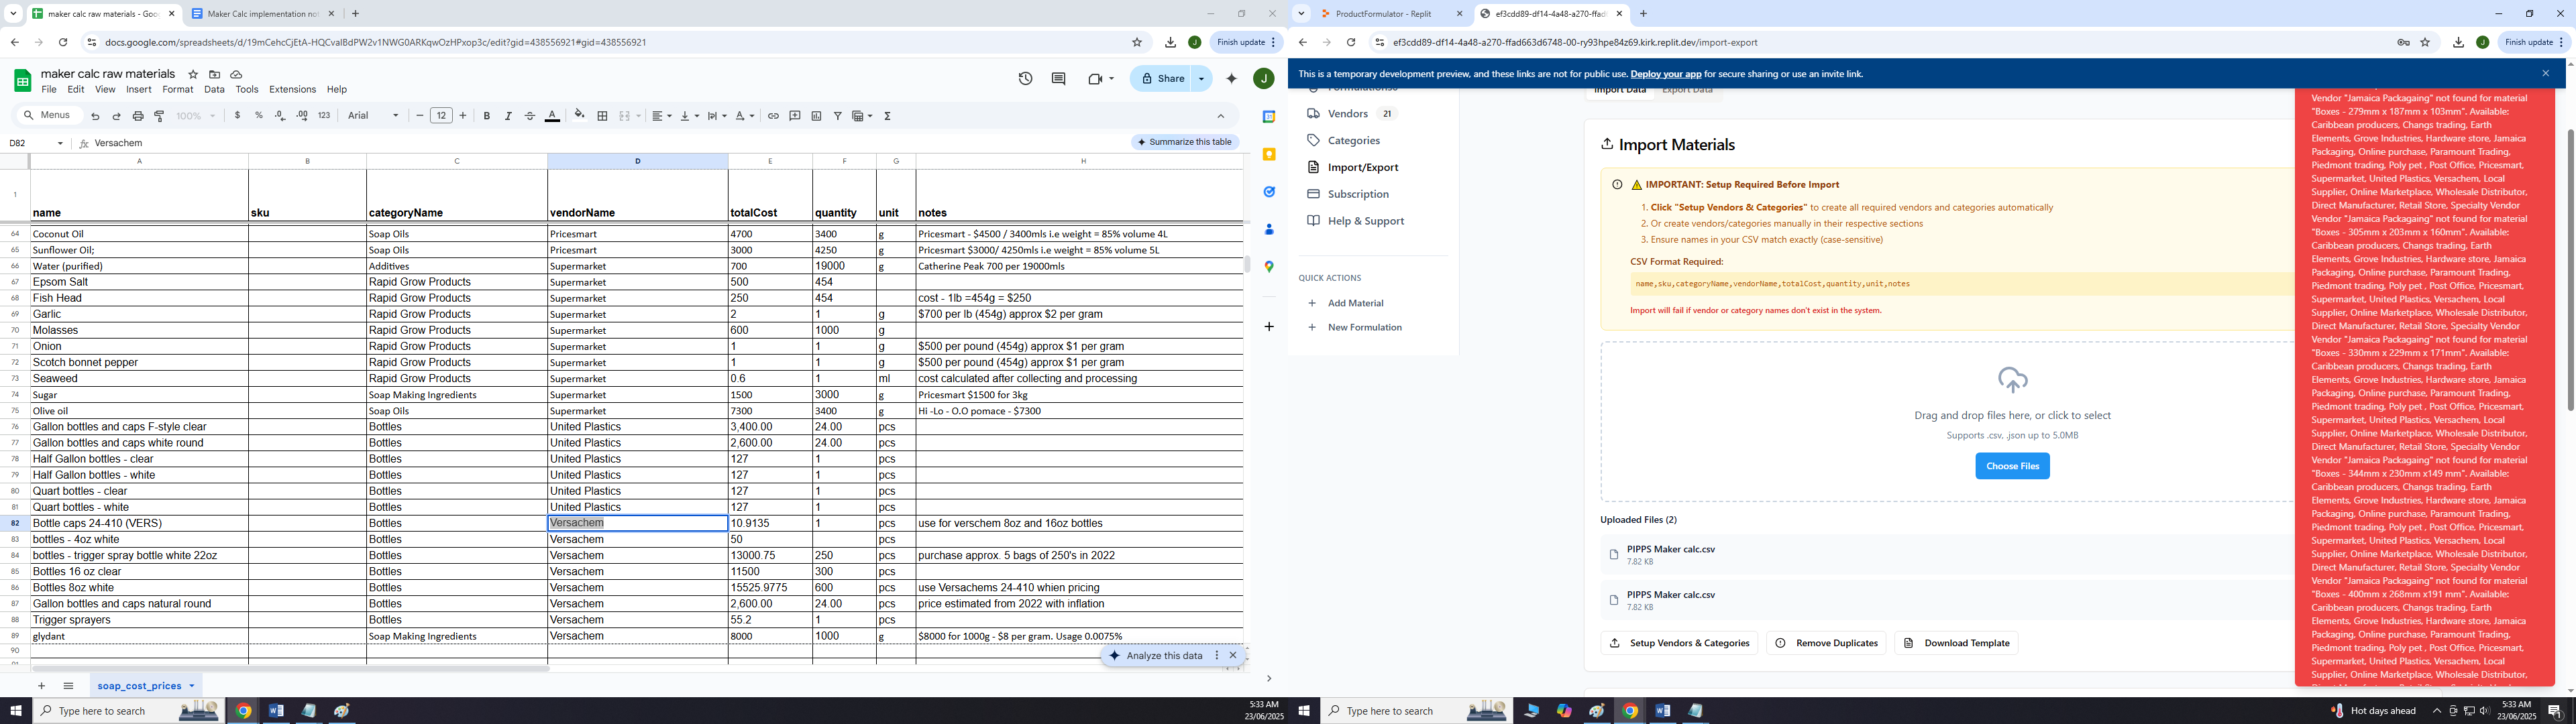 maker calc raw materials - Goo
Maker Calc implementation not
docs.google.com/spreadsheets/d/19mCehcCjEtA-HQCvaIBdPW2v1NWG0ARKqwOzHPxop3c/edit?gid=438556921#gid=438556921
Finish update
maker calc raw materials
File Edit View Insert Format Data Tools Extensions Help
Share
J
Menus 100% $ % .0 .00 123 Arial 12 B I A
D82 Versachem
Summarize this table
A B C D E F G H
1 name sku categoryName vendorName totalCost quantity unit notes
64 Coconut Oil Soap Oils Pricesmart 4700 3400 g Pricesmart - $4500 / 3400mls i.e weight = 85% volume 4L
65 Sunflower Oil; Soap Oils Pricesmart 3000 4250 g Pricesmart $3000/ 4250mls i.e weight = 85% volume 5L
66 Water (purified) Additives Supermarket 700 19000 g Catherine Peak 700 per 19000mls
67 Epsom Salt Rapid Grow Products Supermarket 500 454
68 Fish Head Rapid Grow Products Supermarket 250 454 cost - 1lb =454g = $250
69 Garlic Rapid Grow Products Supermarket 2 1 g $700 per lb (454g) approx $2 per gram
70 Molasses Rapid Grow Products Supermarket 600 1000 g
71 Onion Rapid Grow Products Supermarket 1 1 g $500 per pound (454g) approx $1 per gram
72 Scotch bonnet pepper Rapid Grow Products Supermarket 1 1 g $500 per pound (454g) approx $1 per gram
73 Seaweed Rapid Grow Products Supermarket 0.6 1 ml cost calculated after collecting and processing
74 Sugar Soap Making Ingredients Supermarket 1500 3000 g Pricesmart $1500 for 3kg
75 Olive oil Soap Oils Supermarket 7300 3400 g Hi -Lo - O.O pomace - $7300
76 Gallon bottles and caps F-style clear Bottles United Plastics 3,400.00 24.00 pcs
77 Gallon bottles and caps white round Bottles United Plastics 2,600.00 24.00 pcs
78 Half Gallon bottles - clear Bottles United Plastics 127 1 pcs
79 Half Gallon bottles - white Bottles United Plastics 127 1 pcs
80 Quart bottles - clear Bottles United Plastics 127 1 pcs
81 Quart bottles - white Bottles United Plastics 127 1 pcs
82 Bottle caps 24-410 (VERS) Bottles Versachem 10.9135 1 pcs use for verschem 8oz and 16oz bottles
83 bottles - 4oz white Bottles Versachem 50 pcs
84 bottles - trigger spray bottle white 22oz Bottles Versachem 13000.75 250 pcs purchase approx. 5 bags of 250's in 2022
85 Bottles 16 oz clear Bottles Versachem 11500 300 pcs
86 Bottles 8oz white Bottles Versachem 15525.9775 600 pcs use Versachems 24-410 whien pricing
87 Gallon bottles and caps natural round Bottles Versachem 2,600.00 24.00 pcs price estimated from 2022 with inflation
88 Trigger sprayers Bottles Versachem 55.2 1 pcs
89 glydant Soap Making Ingredients Versachem 8000 1000 g $8000 for 1000g - $8 per gram. Usage 0.0075%
90
Analyze this data
soap_cost_prices
Type here to search
5:33 AM
23/06/2025
ProductFormulator - Replit
ef3cdd89-df14-4a48-a270-ffad
ef3cdd89-df14-4a48-a270-ffad663d6748-00-ry93hpe84z69.kirk.replit.dev/import-export
Finish update
This is a temporary development preview, and these links are not for public use. Deploy your app for secure sharing or use an invite link.
Formulations
Vendors 21
Categories
Import/Export
Subscription
Help & Support
QUICK ACTIONS
Add Material
New Formulation
Import Data Export Data
Import Materials
IMPORTANT: Setup Required Before Import
1. Click "Setup Vendors & Categories" to create all required vendors and categories automatically
2. Or create vendors/categories manually in their respective sections
3. Ensure names in your CSV match exactly (case-sensitive)
CSV Format Required:
name,sku,categoryName,vendorName,totalCost,quantity,unit,notes
Import will fail if vendor or category names don't exist in the system.
Drag and drop files here, or click to select
Supports .csv, .json up to 5.0MB
Choose Files
Uploaded Files (2)
PIPPS Maker calc.csv
7.82 KB
PIPPS Maker calc.csv
7.82 KB
Setup Vendors & Categories Remove Duplicates Download Template
Vendor "Jamaica Packagaing" not found for material
"Boxes - 279mm x 187mm x 103mm". Available:
Caribbean producers, Changs trading, Earth
Elements, Grove Industries, Hardware store, Jamaica
Packaging, Online purchase, Paramount Trading,
Piedmont trading, Poly pet , Post Office, Pricesmart,
Supermarket, United Plastics, Versachem, Local
Supplier, Online Marketplace, Wholesale Distributor,
Direct Manufacturer, Retail Store, Specialty Vendor
Vendor "Jamaica Packagaing" not found for material
"Boxes - 305mm x 203mm x 160mm". Available:
Caribbean producers, Changs trading, Earth
Elements, Grove Industries, Hardware store, Jamaica
Packaging, Online purchase, Paramount Trading,
Piedmont trading, Poly pet , Post Office, Pricesmart,
Supermarket, United Plastics, Versachem, Local
Supplier, Online Marketplace, Wholesale Distributor,
Direct Manufacturer, Retail Store, Specialty Vendor
Vendor "Jamaica Packagaing" not found for material
"Boxes - 330mm x 229mm x 171mm". Available:
Caribbean producers, Changs trading, Earth
Elements, Grove Industries, Hardware store, Jamaica
Packaging, Online purchase, Paramount Trading,
Piedmont trading, Poly pet , Post Office, Pricesmart,
Supermarket, United Plastics, Versachem, Local
Supplier, Online Marketplace, Wholesale Distributor,
Direct Manufacturer, Retail Store, Specialty Vendor
Vendor "Jamaica Packagaing" not found for material
"Boxes - 344mm x 230mm x149 mm". Available:
Caribbean producers, Changs trading, Earth
Elements, Grove Industries, Hardware store, Jamaica
Packaging, Online purchase, Paramount Trading,
Piedmont trading, Poly pet , Post Office, Pricesmart,
Supermarket, United Plastics, Versachem, Local
Supplier, Online Marketplace, Wholesale Distributor,
Direct Manufacturer, Retail Store, Specialty Vendor
Vendor "Jamaica Packagaing" not found for material
"Boxes - 400mm x 268mm x191 mm". Available:
Caribbean producers, Changs trading, Earth
Elements, Grove Industries, Hardware store, Jamaica
Packaging, Online purchase, Paramount Trading,
Piedmont trading, Poly pet , Post Office, Pricesmart,
Supermarket, United Plastics, Versachem, Local
Supplier, Online Marketplace, Wholesale Distributor,
Type here to search
Hot days ahead
5:33 AM
23/06/2025